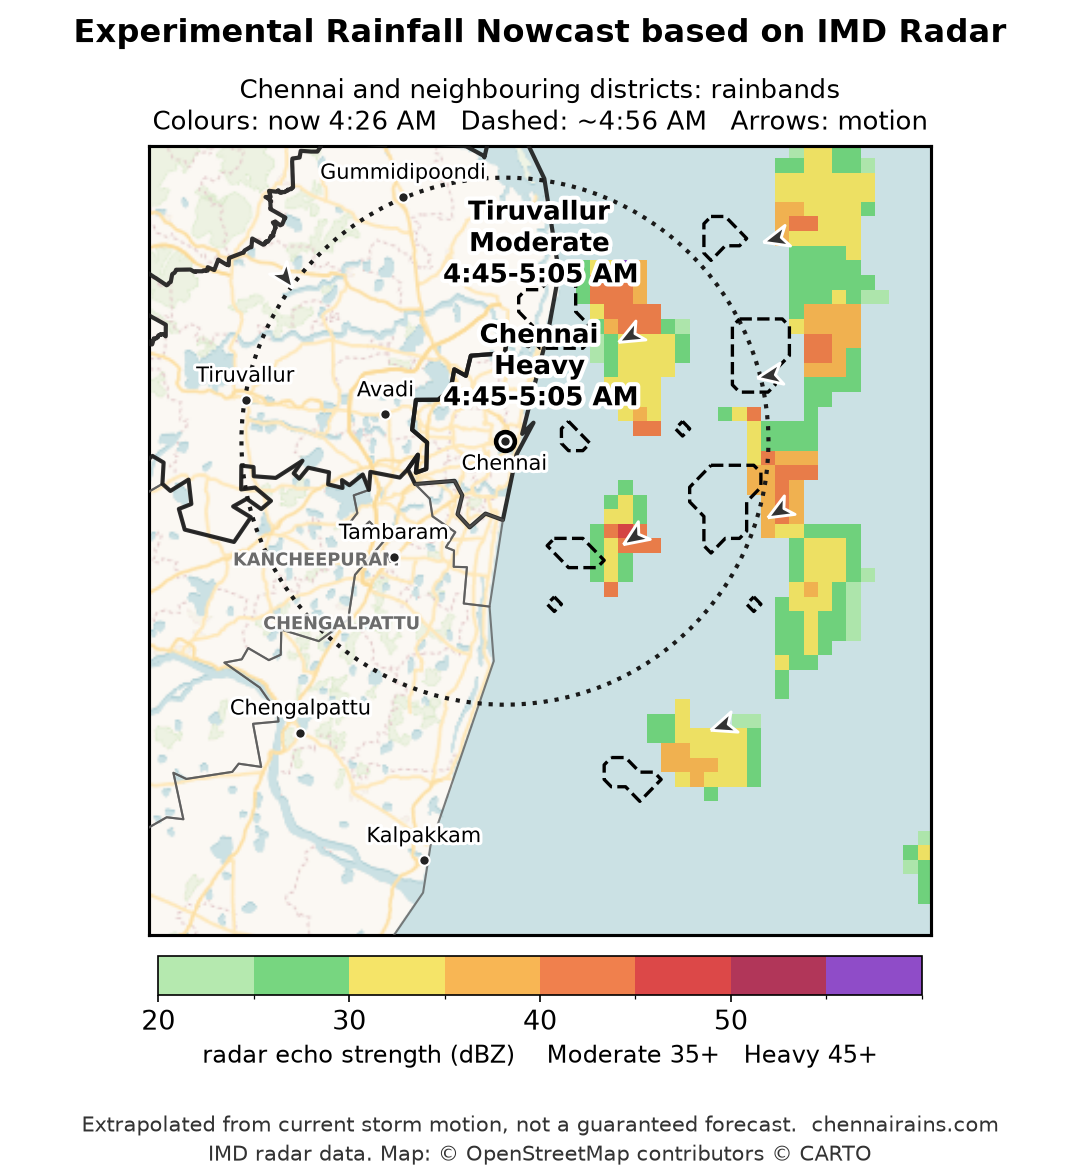 Experimental Rainfall Nowcast based on IMD Radar
Chennai and neighbouring districts: rainbands
Colours: now 4:26 AM   Dashed: ~4:56 AM   Arrows: motion
Gummidipoondi
Tiruvallur
Moderate
4:45-5:05 AM
Chennai
Heavy
4:45-5:05 AM
Tiruvallur
Avadi
Chennai
Tambaram
KANCHEEPURAM
CHENGALPATTU
Chengalpattu
Kalpakkam
20 30 40 50
radar echo strength (dBZ)    Moderate 35+   Heavy 45+
Extrapolated from current storm motion, not a guaranteed forecast.  chennairains.com
IMD radar data. Map: © OpenStreetMap contributors © CARTO